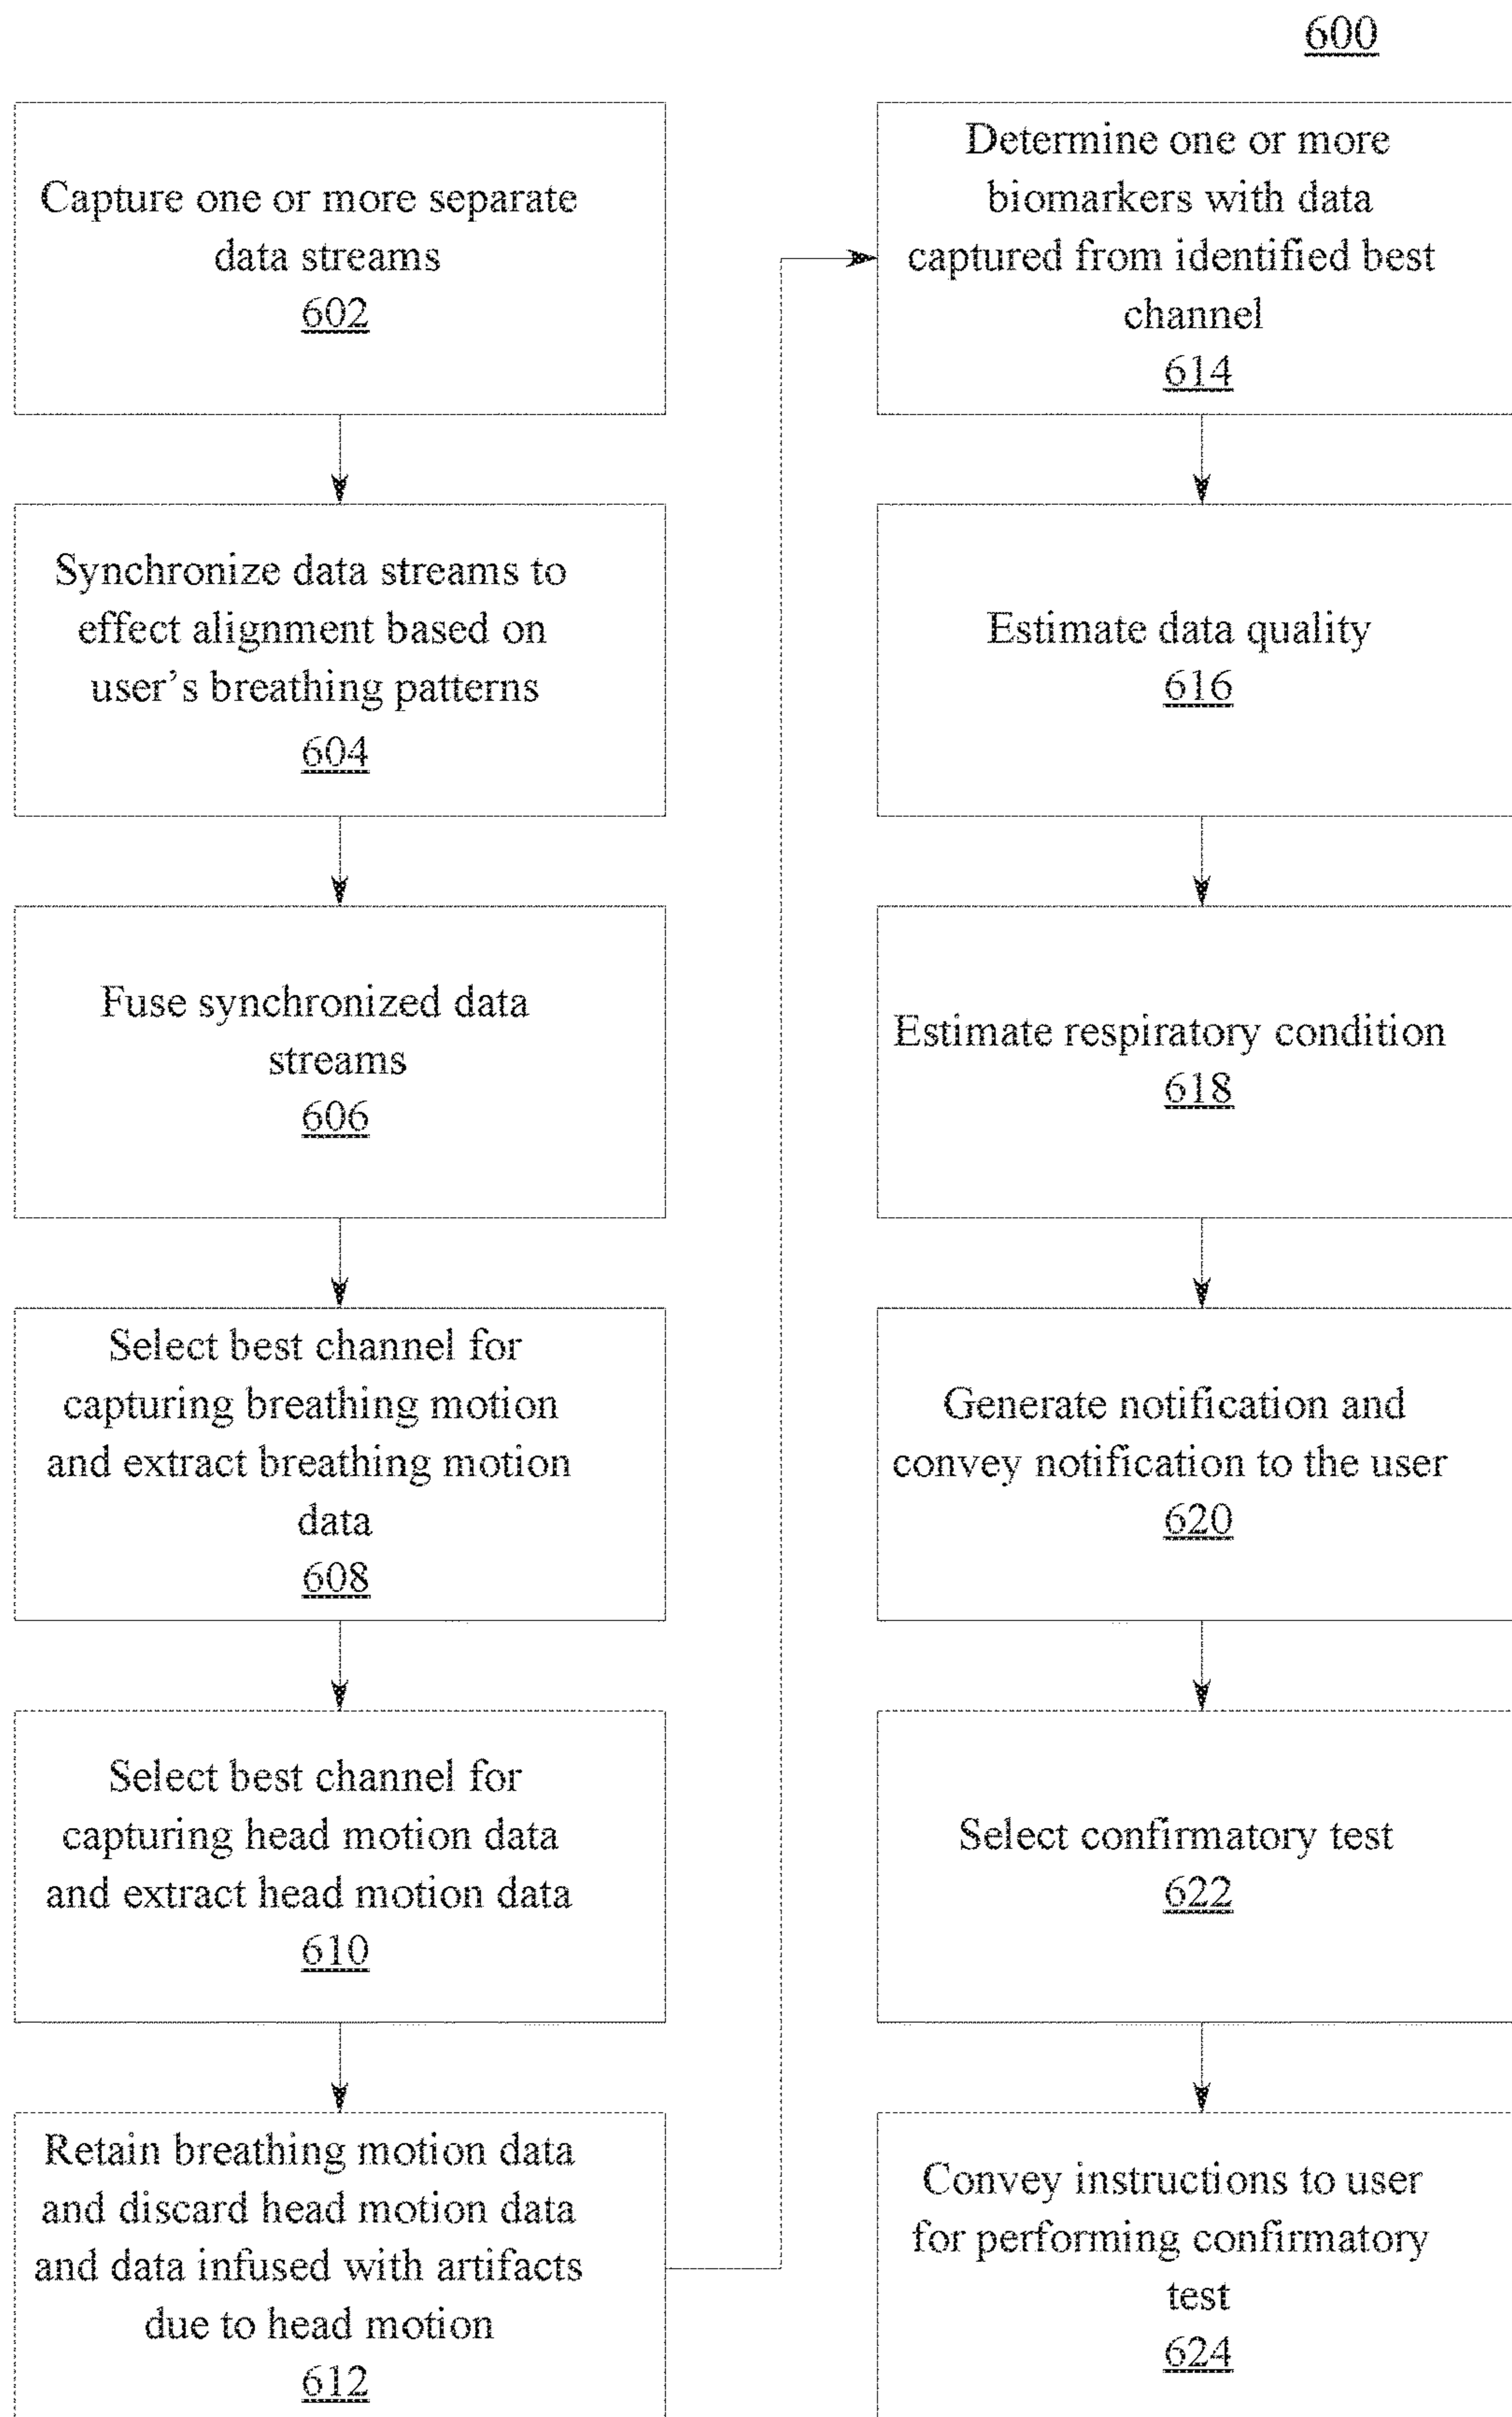 600
Capture one or more separate
data streams
602
Synchronize data streams to
effect alignment based on
user's breathing patterns
604
Fuse synchronized data
streams
606
Select best channel for
capturing breathing motion
and extract breathing motion
data
608
Select best channel for
capturing head motion data
and extract head motion data
610
Retain breathing motion data
and discard head motion data
and data infused with artifacts
due to head motion
612
Determine one or more
biomarkers with data
captured from identified best
channel
614
Estimate data quality
616
Estimate respiratory condition
618
Generate notification and
convey notification to the user
620
Select confirmatory test
622
Convey instructions to user
for performing confirmatory
test
624